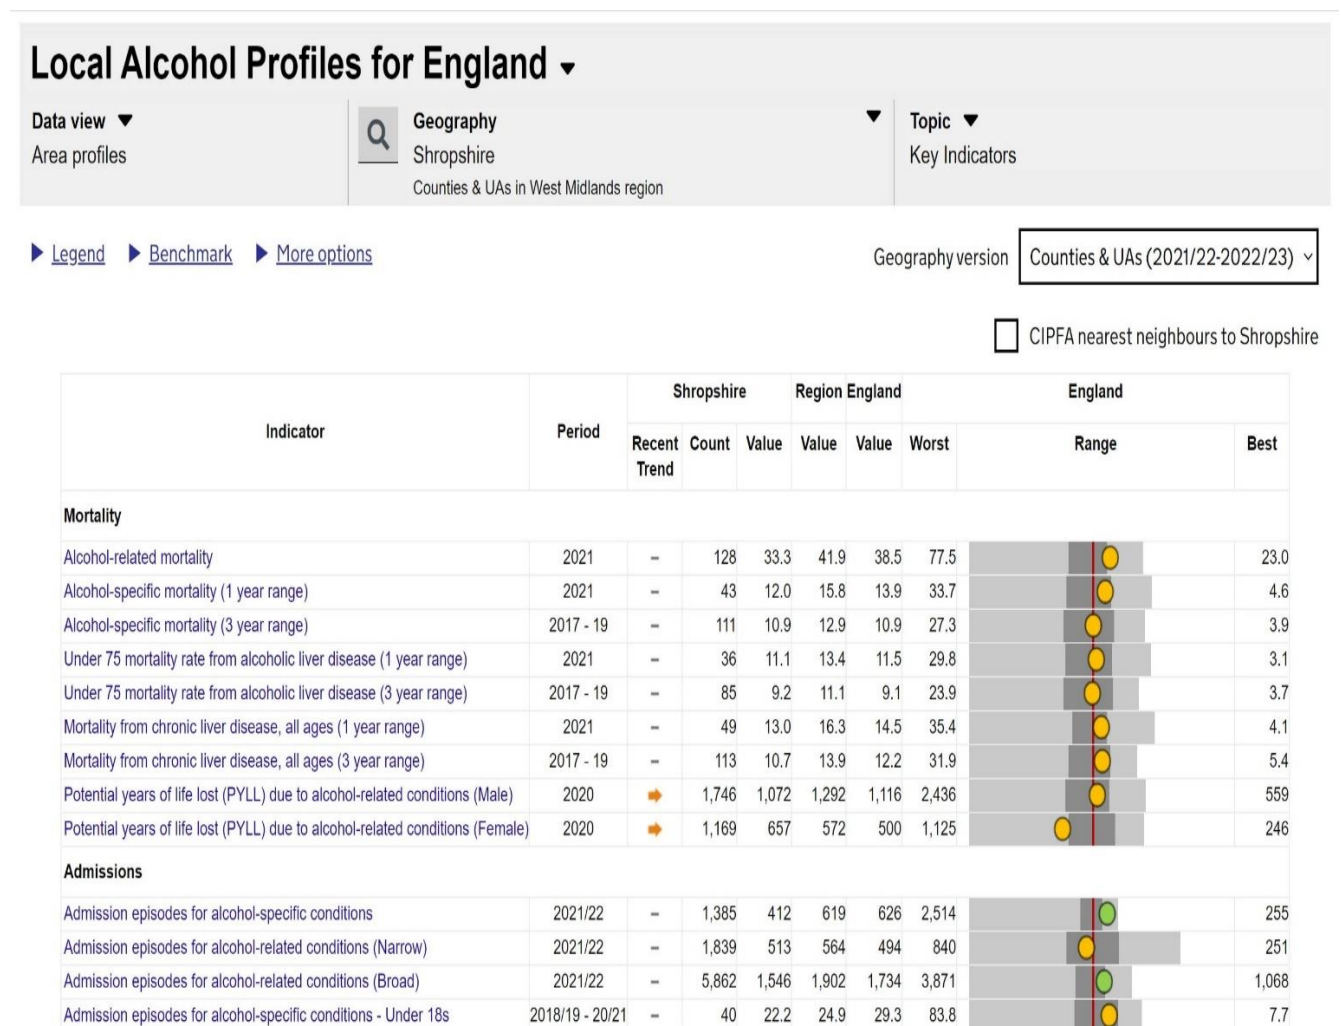 Local Alcohol Profiles for England
Data view Geography Topic
Area profiles Shropshire Key Indicators
Counties & UAs in West Midlands region
Legend Benchmark More options Geography version Counties & UAs (2021/22-2022/23)
CIPFA nearest neighbours to Shropshire
Shropshire Region England England
Indicator Period Recent Trend Count Value Value Value Worst Range Best
Mortality
Alcohol-related mortality 2021 – 128 33.3 41.9 38.5 77.5 23.0
Alcohol-specific mortality (1 year range) 2021 – 43 12.0 15.8 13.9 33.7 4.6
Alcohol-specific mortality (3 year range) 2017 - 19 – 111 10.9 12.9 10.9 27.3 3.9
Under 75 mortality rate from alcoholic liver disease (1 year range) 2021 – 36 11.1 13.4 11.5 29.8 3.1
Under 75 mortality rate from alcoholic liver disease (3 year range) 2017 - 19 – 85 9.2 11.1 9.1 23.9 3.7
Mortality from chronic liver disease, all ages (1 year range) 2021 – 49 13.0 16.3 14.5 35.4 4.1
Mortality from chronic liver disease, all ages (3 year range) 2017 - 19 – 113 10.7 13.9 12.2 31.9 5.4
Potential years of life lost (PYLL) due to alcohol-related conditions (Male) 2020 1,746 1,072 1,292 1,116 2,436 559
Potential years of life lost (PYLL) due to alcohol-related conditions (Female) 2020 1,169 657 572 500 1,125 246
Admissions
Admission episodes for alcohol-specific conditions 2021/22 – 1,385 412 619 626 2,514 255
Admission episodes for alcohol-related conditions (Narrow) 2021/22 – 1,839 513 564 494 840 251
Admission episodes for alcohol-related conditions (Broad) 2021/22 – 5,862 1,546 1,902 1,734 3,871 1,068
Admission episodes for alcohol-specific conditions - Under 18s 2018/19 - 20/21 – 40 22.2 24.9 29.3 83.8 7.7